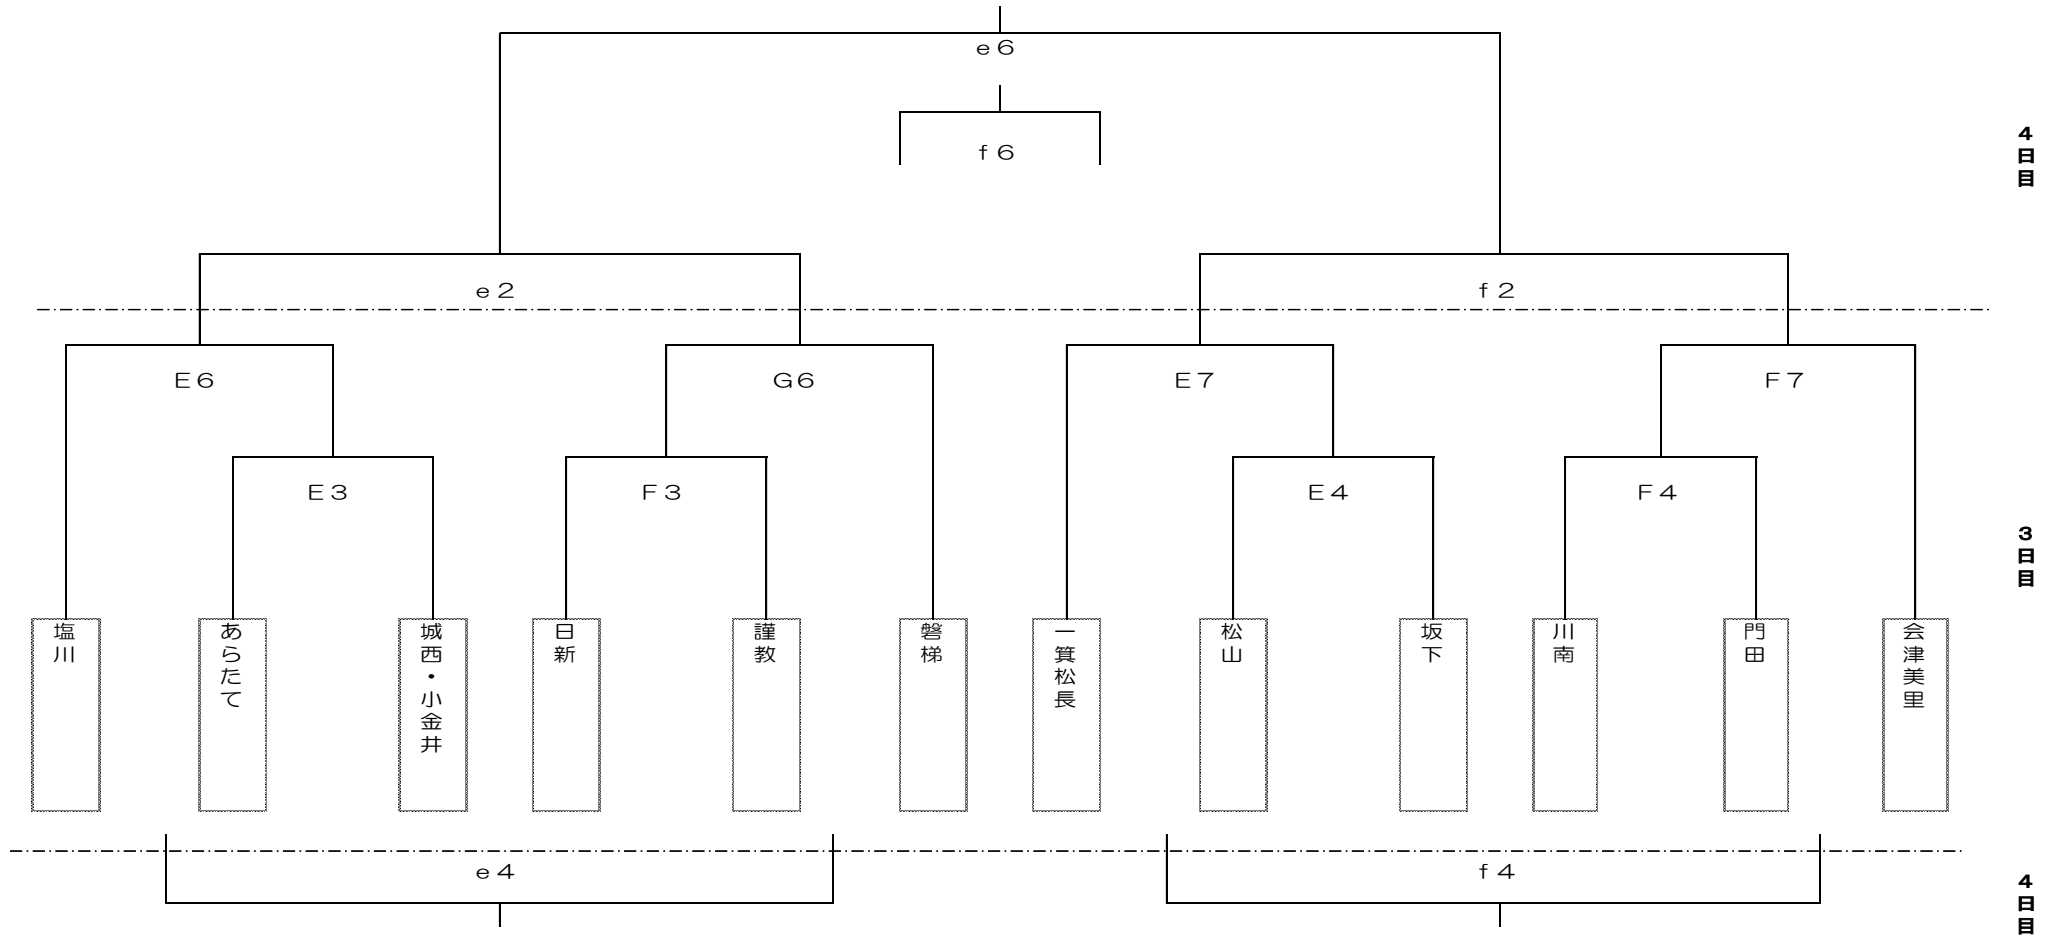 ｅ６
ｆ６
４日目
ｅ２
ｆ２
Ｅ６
Ｇ６
Ｅ７
Ｆ７
Ｅ３
Ｆ３
Ｅ４
Ｆ４
３日目
塩川
あらたて
城西・小金井
日新
謹教
磐梯
一箕松長
松山
坂下
川南
門田
会津美里
ｅ４
ｆ４
４日目